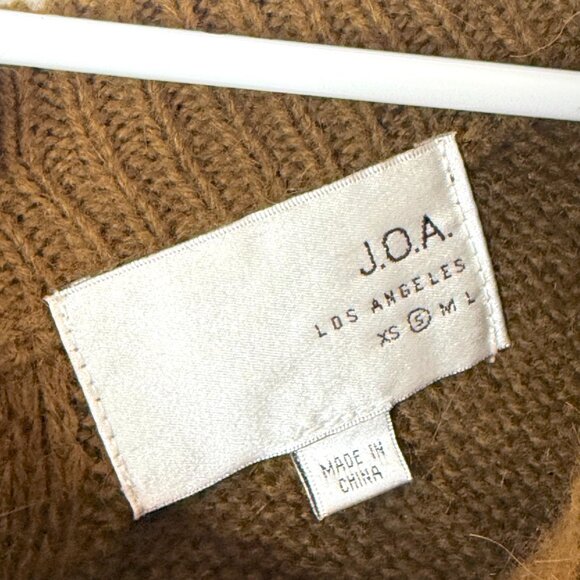 J.O.A.
LOS ANGELES
XS S M L
MADE IN
CHINA